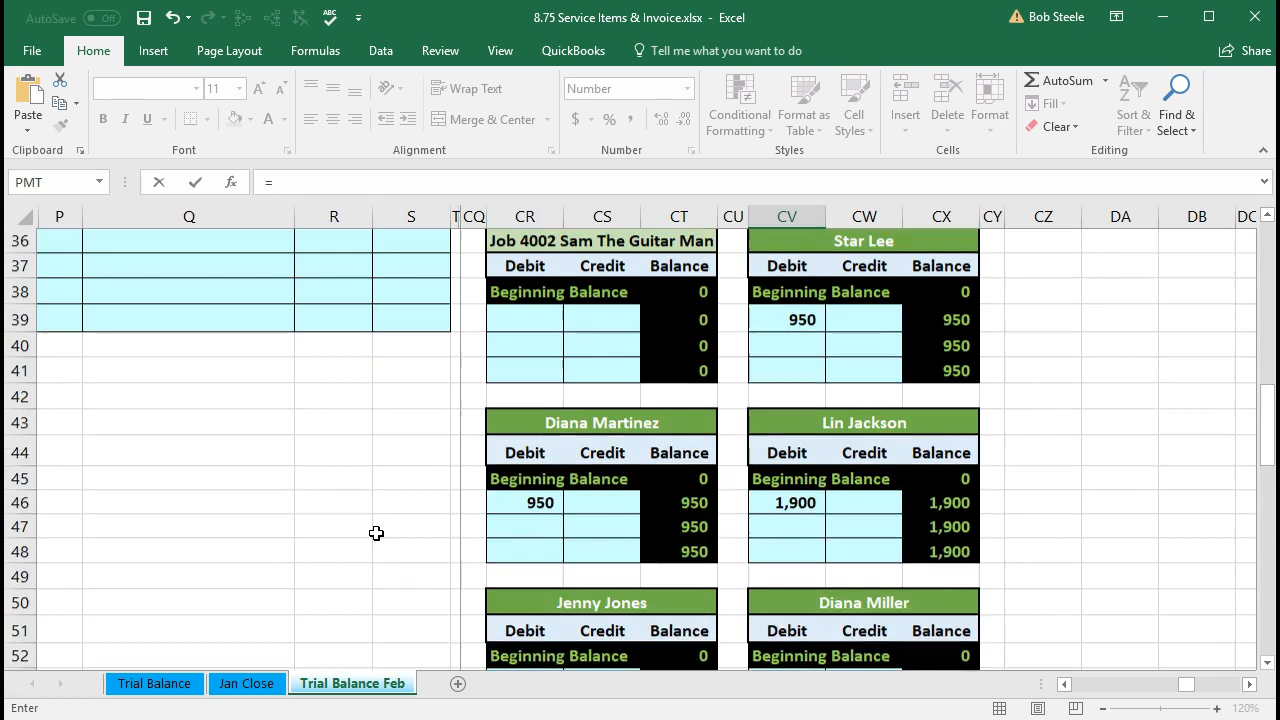 AutoSave Off 8.75 Service Items & Invoice.xlsx - Excel Bob Steele
File Home Insert Page Layout Formulas Data Review View QuickBooks Tell me what you want to do Share
Paste 11 Wrap Text Number Conditional Formatting Format as Table Cell Styles Insert Delete Format AutoSum Fill Clear Sort & Filter Find & Select
B I U A Merge & Center $ % ,
Clipboard Font Alignment Number Styles Cells Editing
PMT fx =
P Q R S T CQ CR CS CT CU CV CW CX CY CZ DA DB DC
36 Job 4002 Sam The Guitar Man Star Lee
37 Debit Credit Balance Debit Credit Balance
38 Beginning Balance 0 Beginning Balance 0
39 0 950 950
40 0 950
41 0 950
42
43 Diana Martinez Lin Jackson
44 Debit Credit Balance Debit Credit Balance
45 Beginning Balance 0 Beginning Balance 0
46 950 950 1,900 1,900
47 950 1,900
48 950 1,900
49
50 Jenny Jones Diana Miller
51 Debit Credit Balance Debit Credit Balance
52 Beginning Balance 0 Beginning Balance 0
Trial Balance Jan Close Trial Balance Feb
Enter 120%